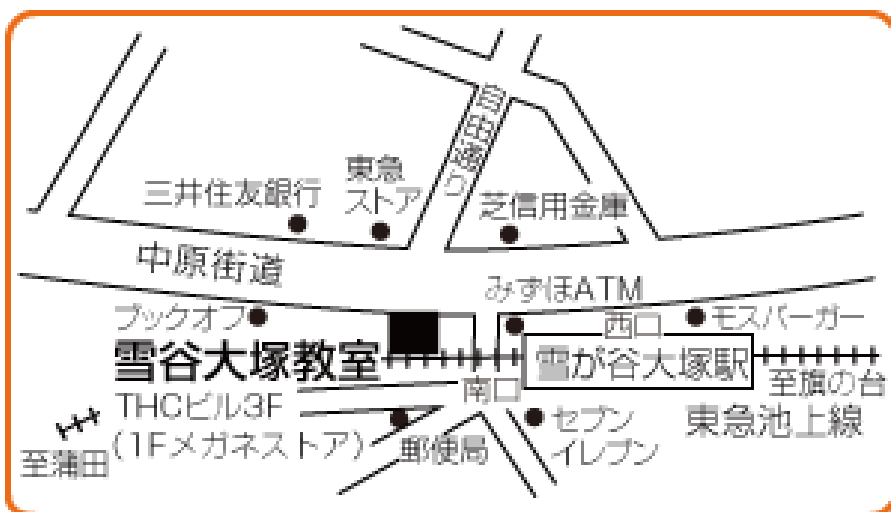 自由通り
東急
ストア
三井住友銀行
芝信用金庫
中原街道
みずほATM
ブックオフ
西口
モスバーガー
雪谷大塚教室
雪が谷大塚駅
南口
至旗の台
THCビル3F
東急池上線
(1Fメガネストア)
郵便局
セブン
イレブン
至蒲田